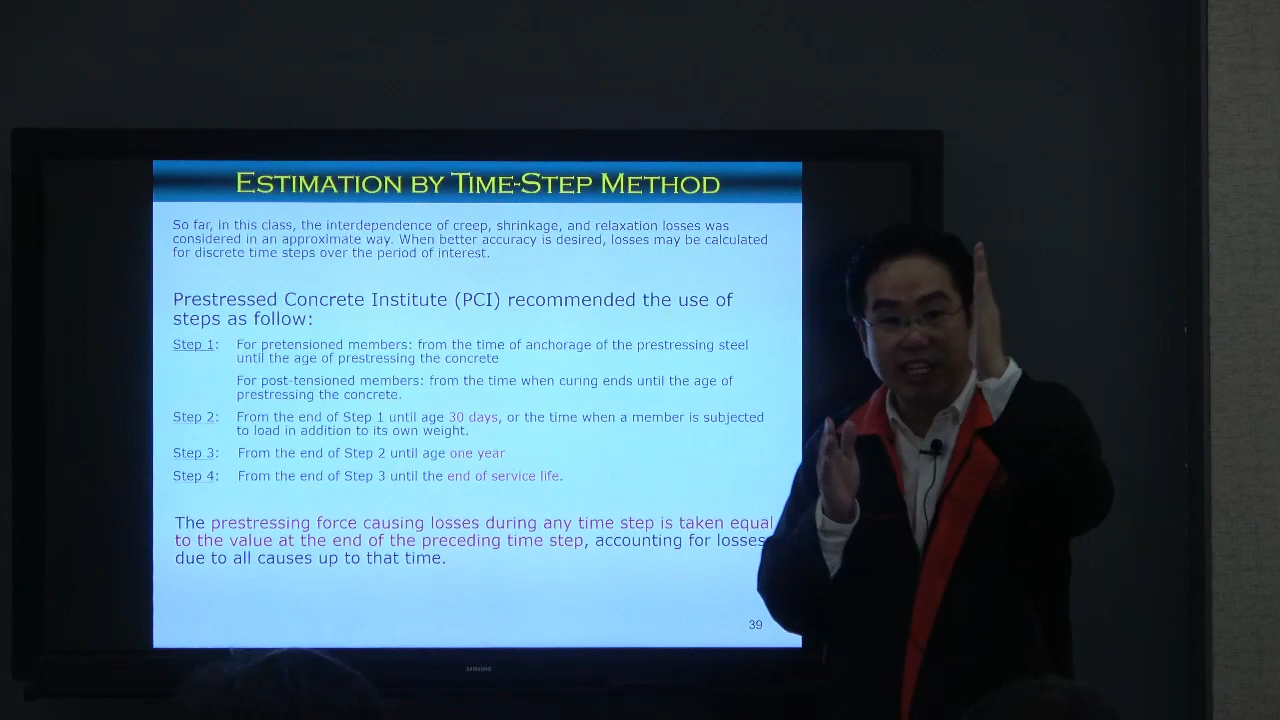 ESTIMATION BY TIME-STEP METHOD
So far, in this class, the interdependence of creep, shrinkage, and relaxation losses was
considered in an approximate way. When better accuracy is desired, losses may be calculated
for discrete time steps over the period of interest.
Prestressed Concrete Institute (PCI) recommended the use of
steps as follow:
Step 1: For pretensioned members: from the time of anchorage of the prestressing steel
until the age of prestressing the concrete
For post-tensioned members: from the time when curing ends until the age of
prestressing the concrete.
Step 2: From the end of Step 1 until age 30 days, or the time when a member is subjected
to load in addition to its own weight.
Step 3: From the end of Step 2 until age one year
Step 4: From the end of Step 3 until the end of service life.
The prestressing force causing losses during any time step is taken equal
to the value at the end of the preceding time step, accounting for losses
due to all causes up to that time.
39
SAMSUNG